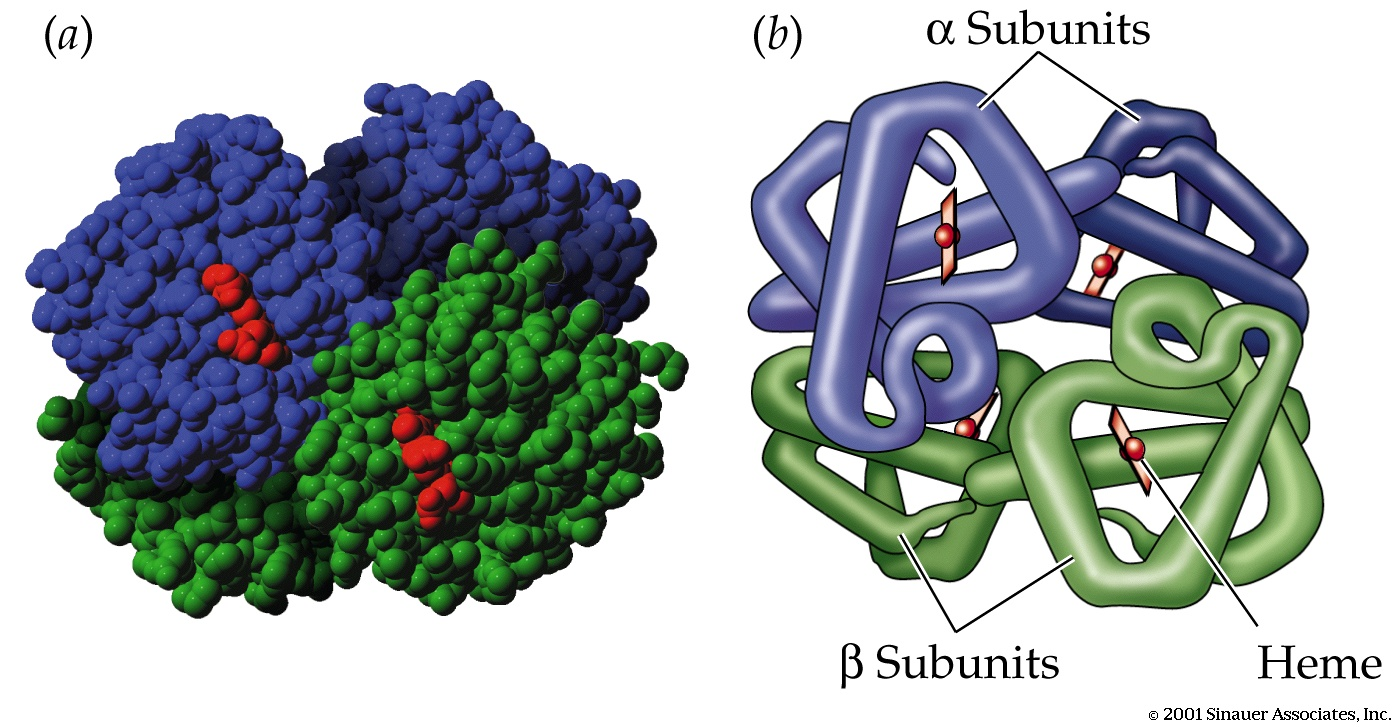 (a)
(b)
α Subunits
β Subunits
Heme
© 2001 Sinauer Associates, Inc.